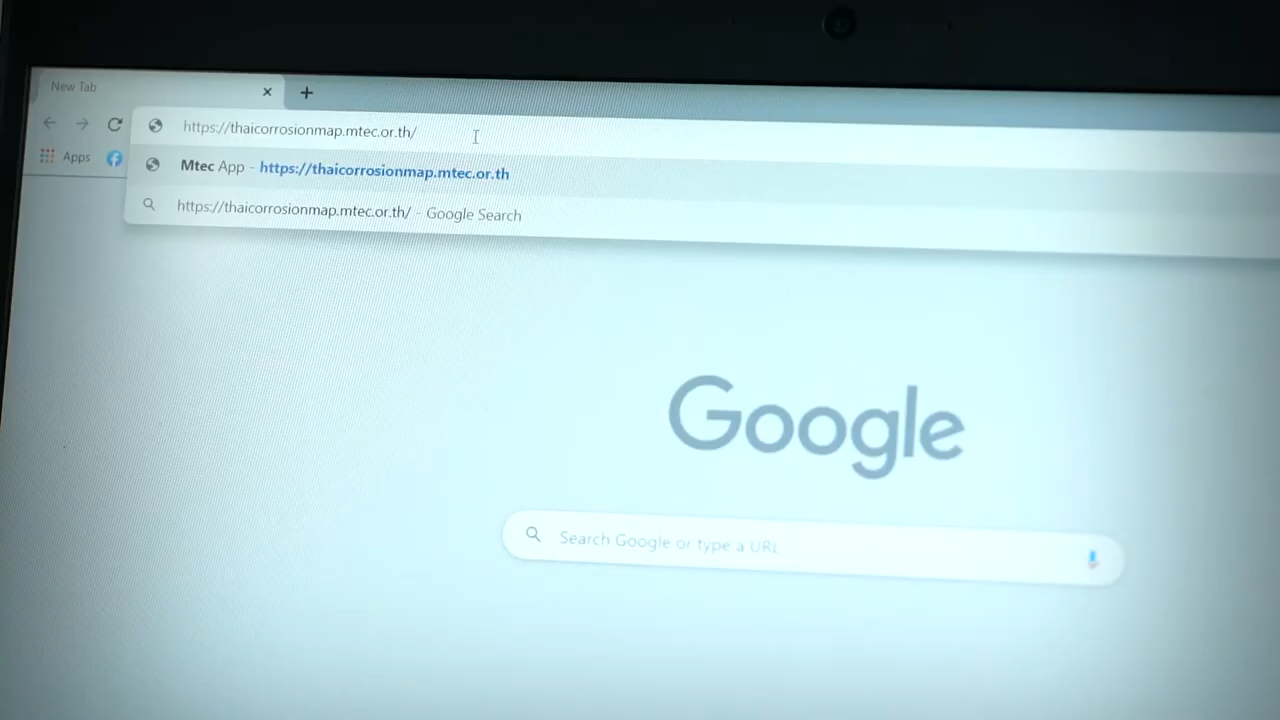 New Tab
https://thaicorrosionmap.mtec.or.th/
Apps
Mtec App - https://thaicorrosionmap.mtec.or.th
https://thaicorrosionmap.mtec.or.th/ - Google Search
Google
Search Google or type a URL